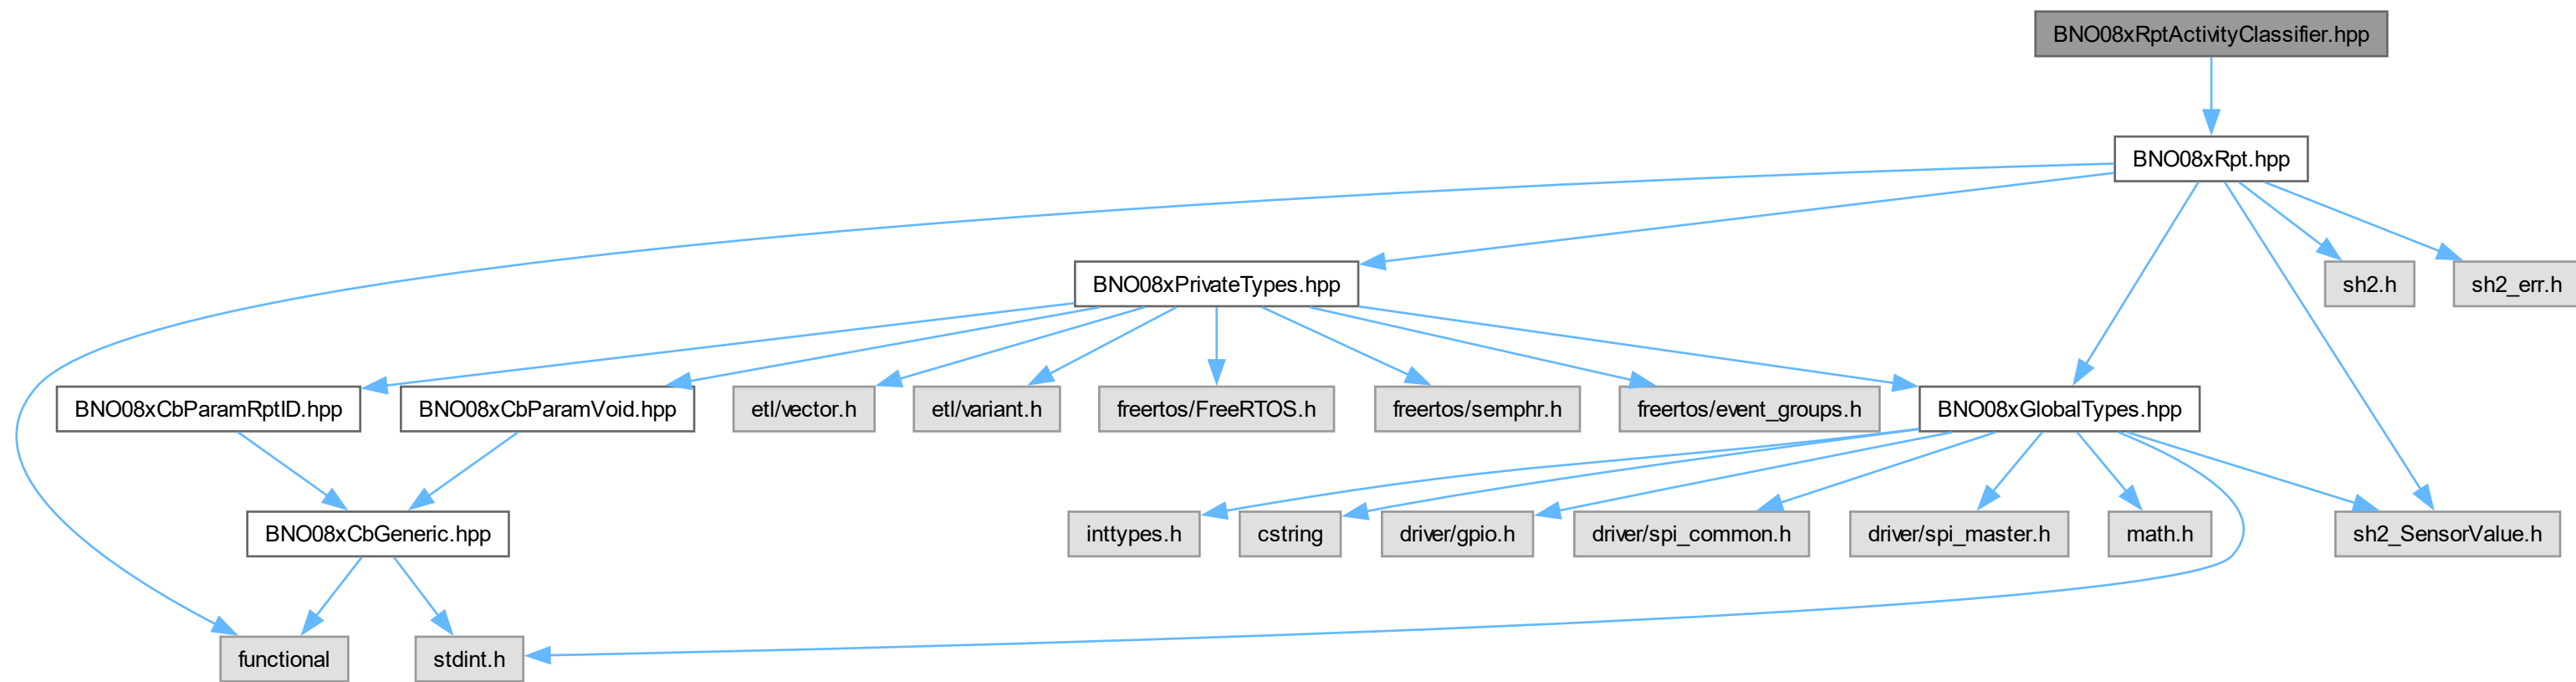 BNO08xRptActivityClassifier.hpp
BNO08xRpt.hpp
BNO08xPrivateTypes.hpp
sh2.h
sh2_err.h
BNO08xCbParamRptID.hpp
BNO08xCbParamVoid.hpp
etl/vector.h
etl/variant.h
freertos/FreeRTOS.h
freertos/semphr.h
freertos/event_groups.h
BNO08xGlobalTypes.hpp
BNO08xCbGeneric.hpp
inttypes.h
cstring
driver/gpio.h
driver/spi_common.h
driver/spi_master.h
math.h
sh2_SensorValue.h
functional
stdint.h